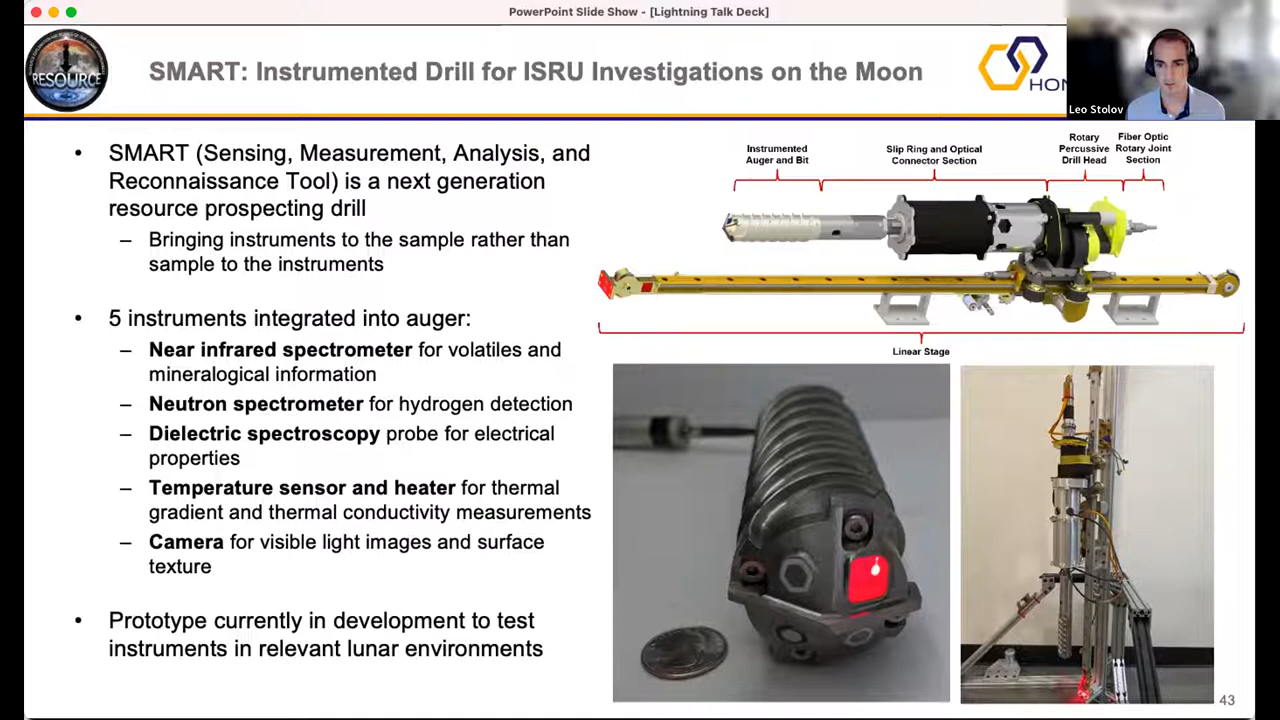 PowerPoint Slide Show - [Lightning Talk Deck]
RESOURCE
SMART: Instrumented Drill for ISRU Investigations on the Moon
HON
Leo Stolov
• SMART (Sensing, Measurement, Analysis, and
Reconnaissance Tool) is a next generation
resource prospecting drill
– Bringing instruments to the sample rather than
sample to the instruments
• 5 instruments integrated into auger:
– Near infrared spectrometer for volatiles and
mineralogical information
– Neutron spectrometer for hydrogen detection
– Dielectric spectroscopy probe for electrical
properties
– Temperature sensor and heater for thermal
gradient and thermal conductivity measurements
– Camera for visible light images and surface
texture
• Prototype currently in development to test
instruments in relevant lunar environments
Instrumented
Auger and Bit
Slip Ring and Optical
Connector Section
Rotary
Percussive
Drill Head
Fiber Optic
Rotary Joint
Section
Linear Stage
43